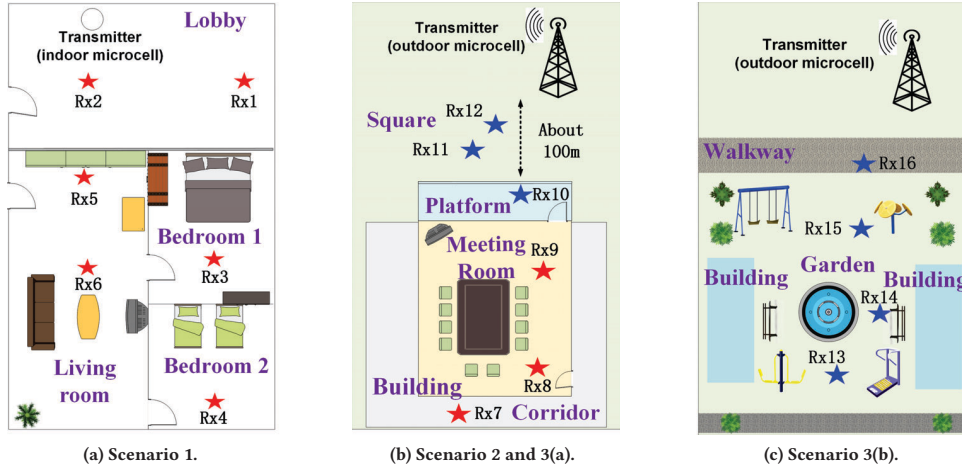 Lobby
Transmitter
(indoor microcell)
Rx2
Rx1
Rx5
Bedroom 1
Rx3
Rx6
Living
room
Bedroom 2
Rx4
(a) Scenario 1.
Transmitter
(outdoor microcell)
Rx12
Square
Rx11
About
100m
Platform
Rx10
Meeting
Room
Rx9
Rx8
Building
Rx7
Corridor
(b) Scenario 2 and 3(a).
Transmitter
(outdoor microcell)
Walkway
Rx16
Rx15
Building
Garden
Building
Rx14
Rx13
(c) Scenario 3(b).